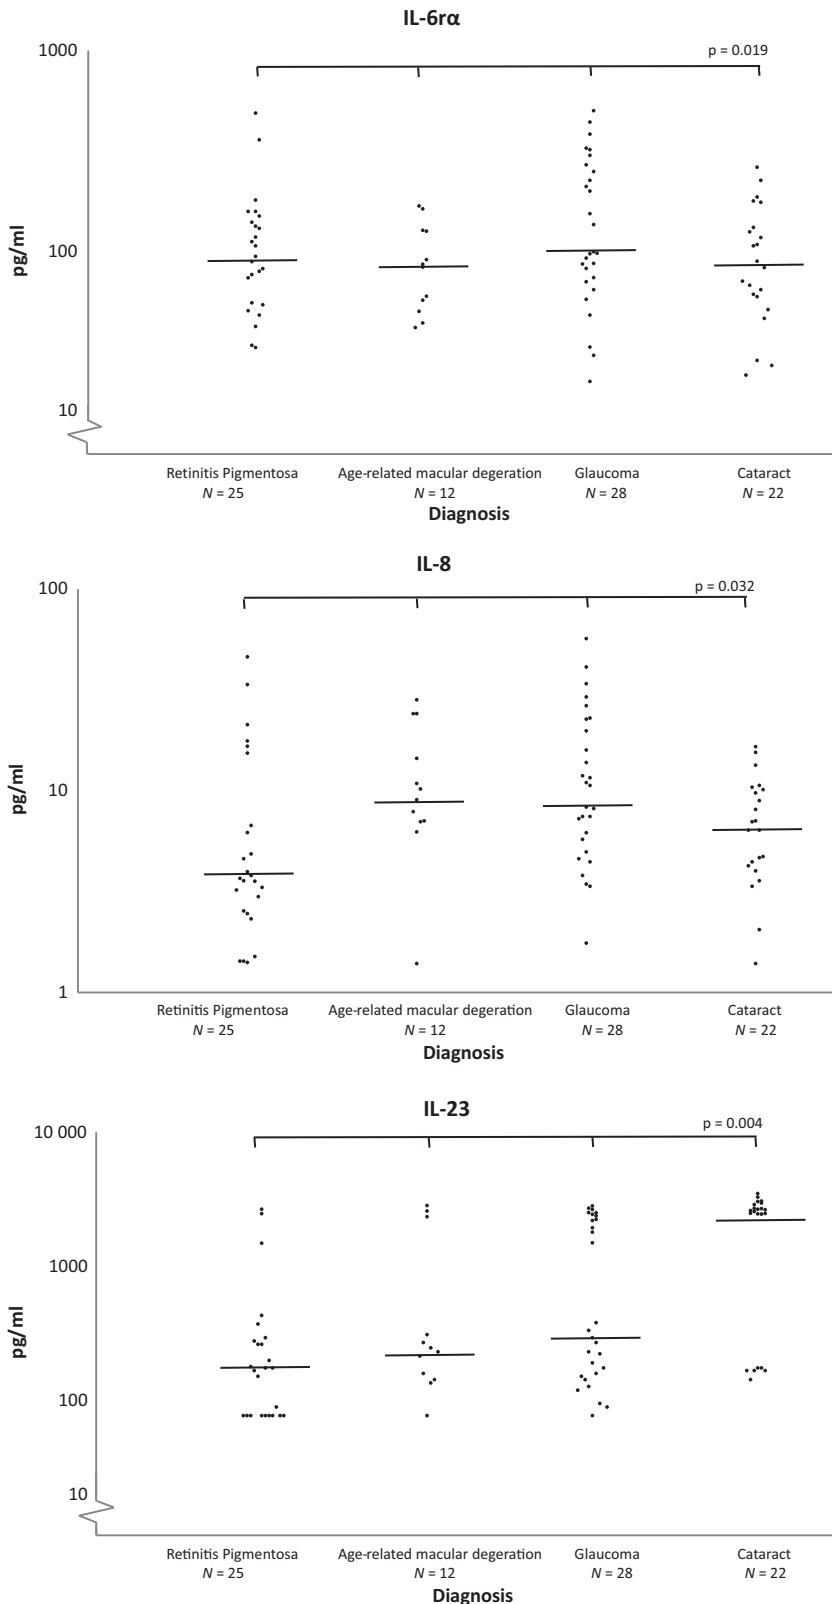 IL-6rα
1000
p = 0.019
pg/ml
100
10
Retinitis Pigmentosa Age-related macular degeration Glaucoma Cataract
N = 25 N = 12 N = 28 N = 22
Diagnosis
IL-8
100
p = 0.032
pg/ml
10
1
Retinitis Pigmentosa Age-related macular degeration Glaucoma Cataract
N = 25 N = 12 N = 28 N = 22
Diagnosis
IL-23
10 000
p = 0.004
1000
pg/ml
100
10
Retinitis Pigmentosa Age-related macular degeration Glaucoma Cataract
N = 25 N = 12 N = 28 N = 22
Diagnosis